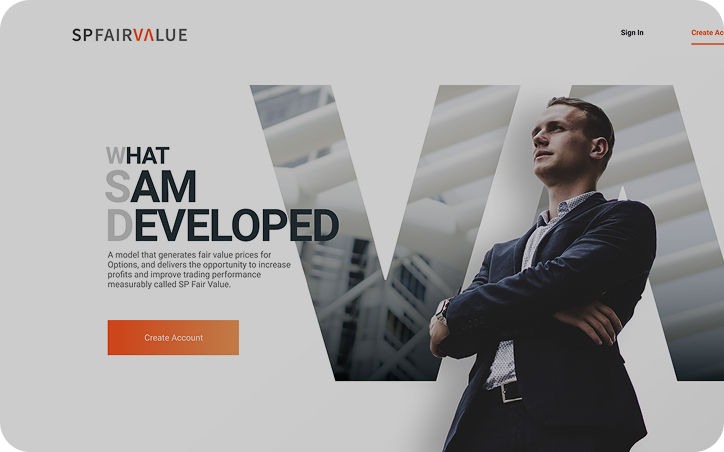 SPFAIRVALUE
Sign In
Create Ac
WHAT
SAM
DEVELOPED
A model that generates fair value prices for
Options, and delivers the opportunity to increase
profits and improve trading performance
measurably called SP Fair Value.
Create Account
VA